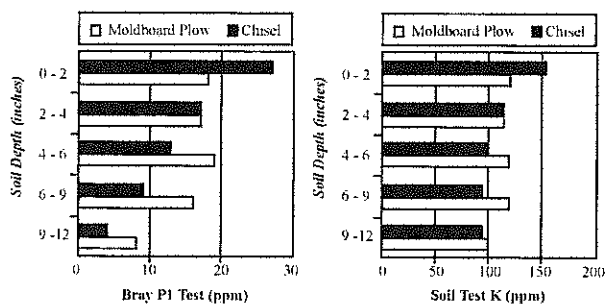 Moldboard Plow Chisel
Soil Depth (inches)
0 - 2
2 - 4
4 - 6
6 - 9
9 - 12
0 10 20 30
Bray P1 Test (ppm)
Moldboard Plow Chisel
Soil Depth (inches)
0 - 2
2 - 4
4 - 6
6 - 9
9 - 12
0 50 100 150 200
Soil Test K (ppm)